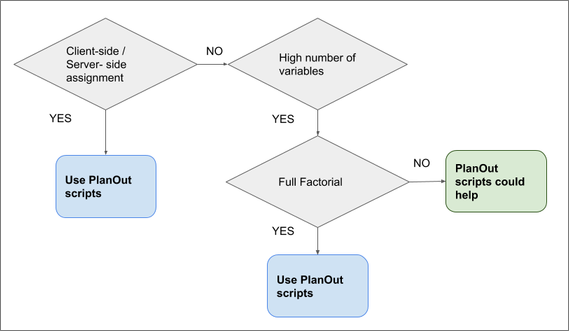 Client-side /
Server- side
assignment
NO
High number of
variables
YES
YES
Use PlanOut
scripts
Full Factorial
NO
PlanOut
scripts could
help
YES
Use PlanOut
scripts